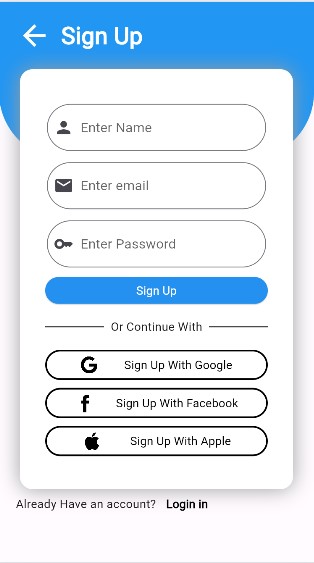 Sign Up
Enter Name
Enter email
Enter Password
Sign Up
Or Continue With
Sign Up With Google
Sign Up With Facebook
Sign Up With Apple
Already Have an account? Login in